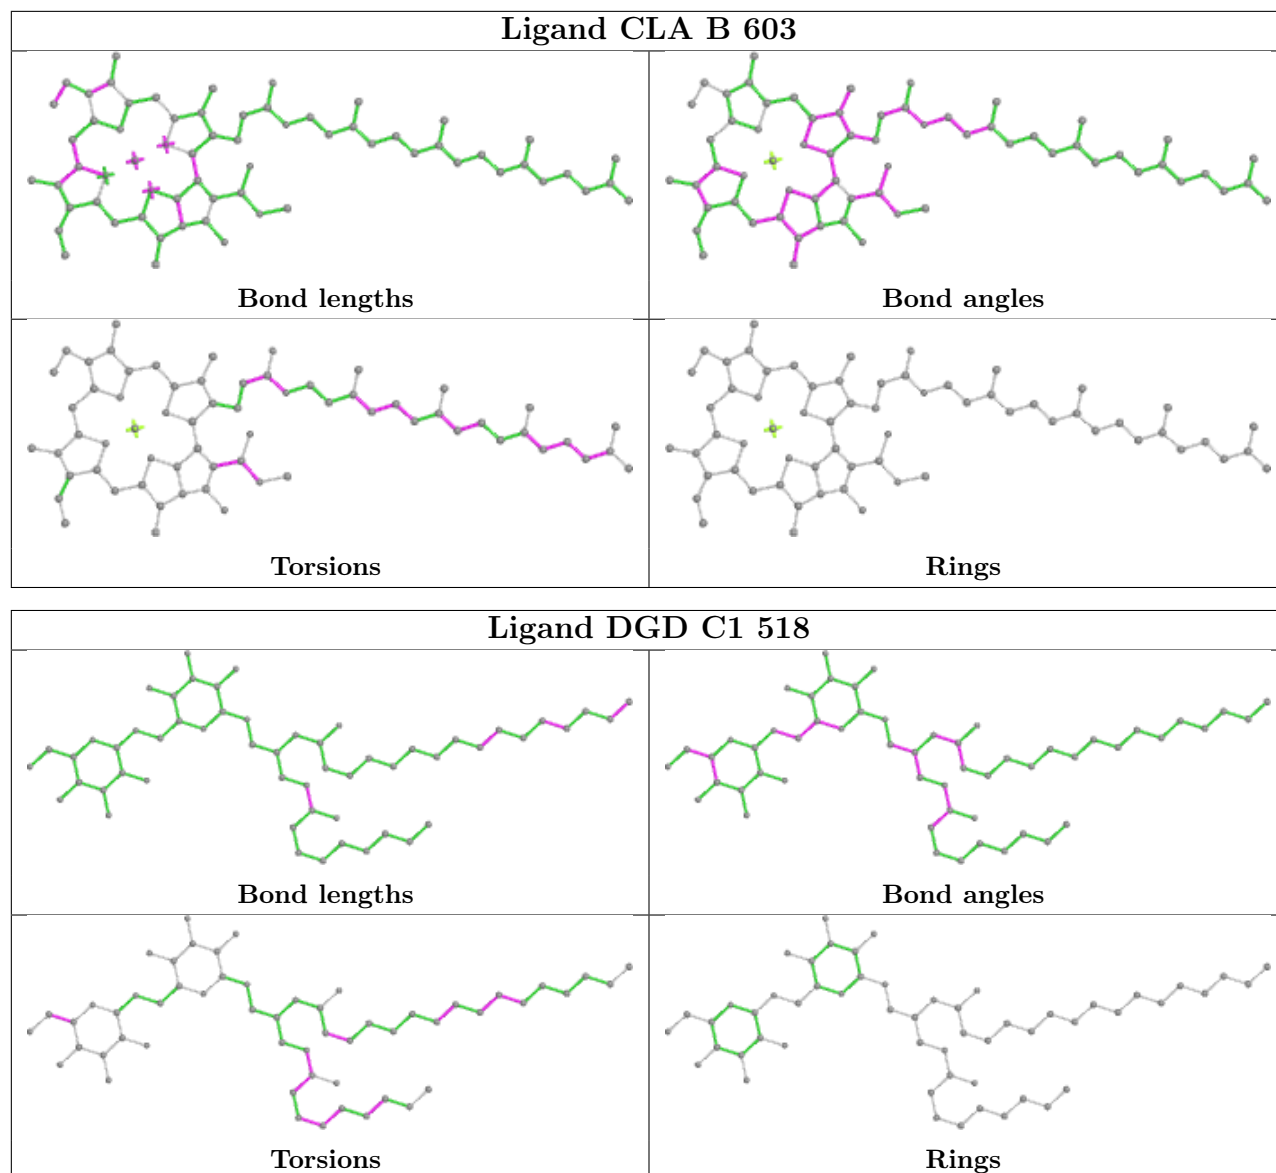 Ligand CLA B 603
Bond lengths
Bond angles
Torsions
Rings
Ligand DGD C1 518
Bond lengths
Bond angles
Torsions
Rings